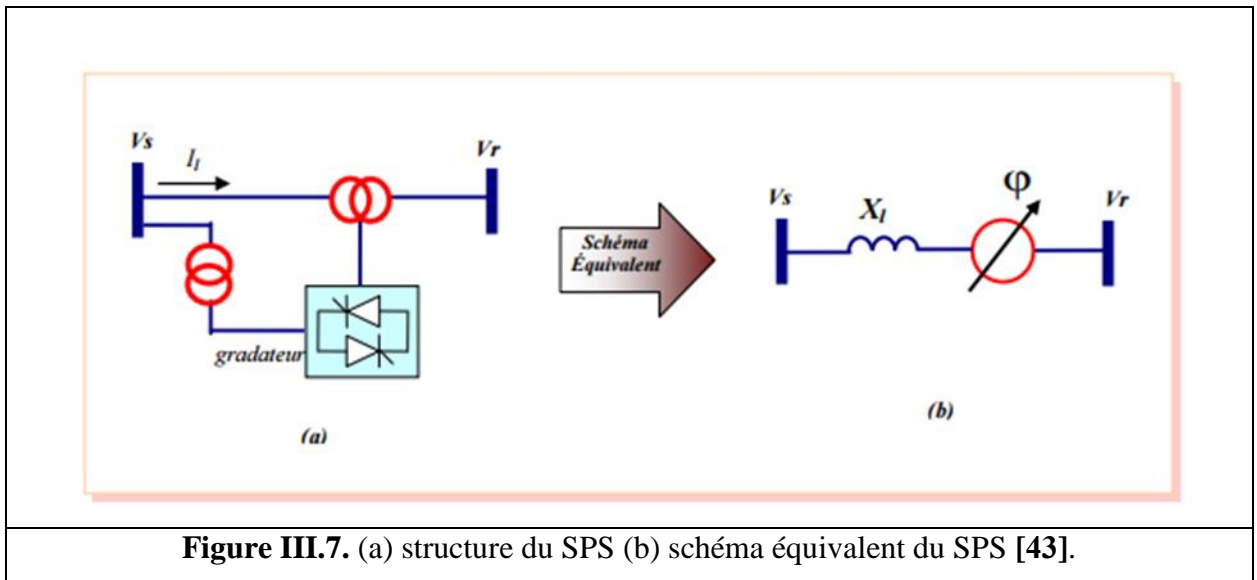 Vs
I_l
Vr
gradateur
(a)
Schéma
Équivalent
φ
Vs
X_l
Vr
(b)
Figure III.7. (a) structure du SPS (b) schéma équivalent du SPS [43].